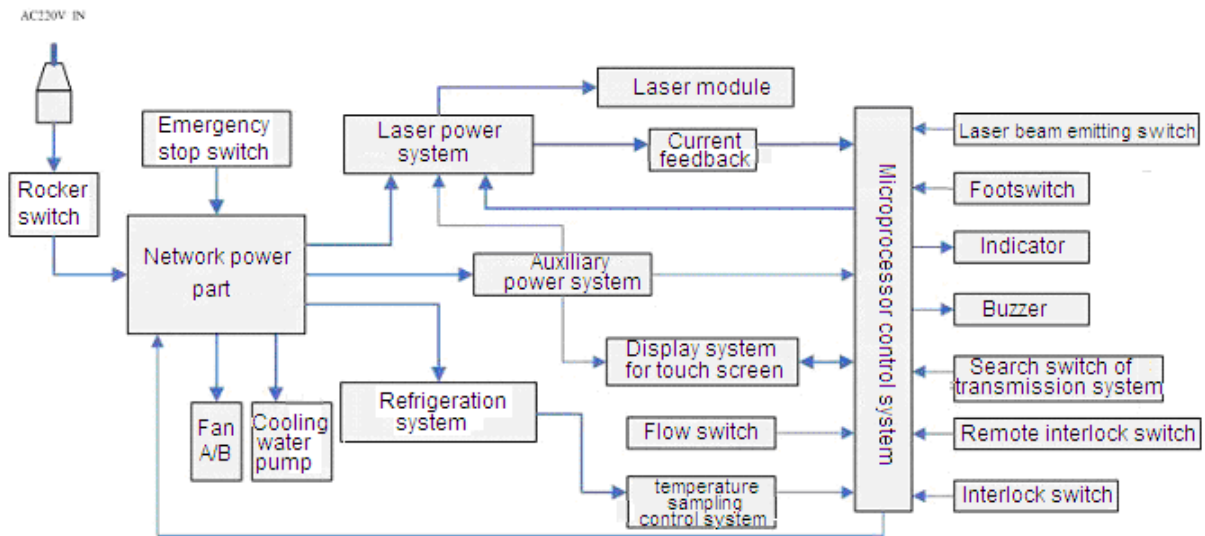 AC220V IN
Laser module
Emergency
stop switch
Laser power
system
Current
feedback
Laser beam emitting switch
Rocker
switch
Footswitch
Microprocessor control system
Network power
part
Auxiliary
power system
Indicator
Buzzer
Display system
for touch screen
Search switch of
transmission system
Refrigeration
system
Fan
A/B
Cooling
water
pump
Flow switch
Remote interlock switch
temperature
sampling
control system
Interlock switch